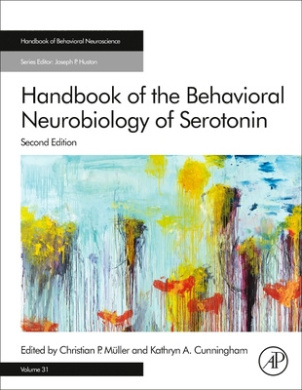 Handbook of Behavioral Neuroscience
Series Editor: Joseph P. Huston
Handbook of the Behavioral
Neurobiology of Serotonin
Second Edition
Edited by Christian P. Müller and Kathryn A. Cunningham
Volume 31